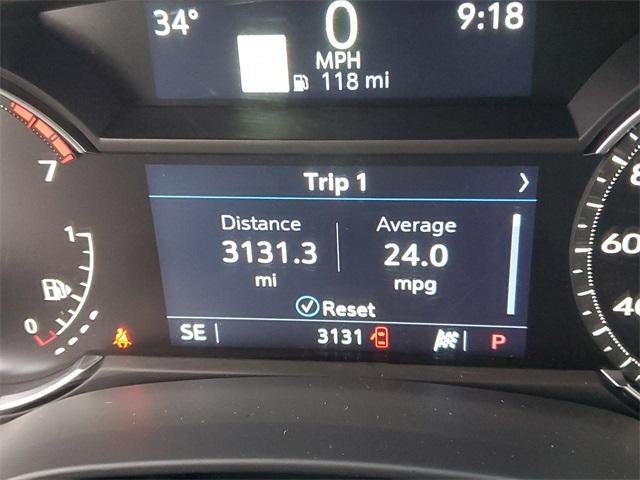 34° 0 9:18
MPH
118 mi
Trip 1
Distance Average
3131.3 24.0
mi mpg
Reset
SE 3131 P
7
1
0
8
60
40